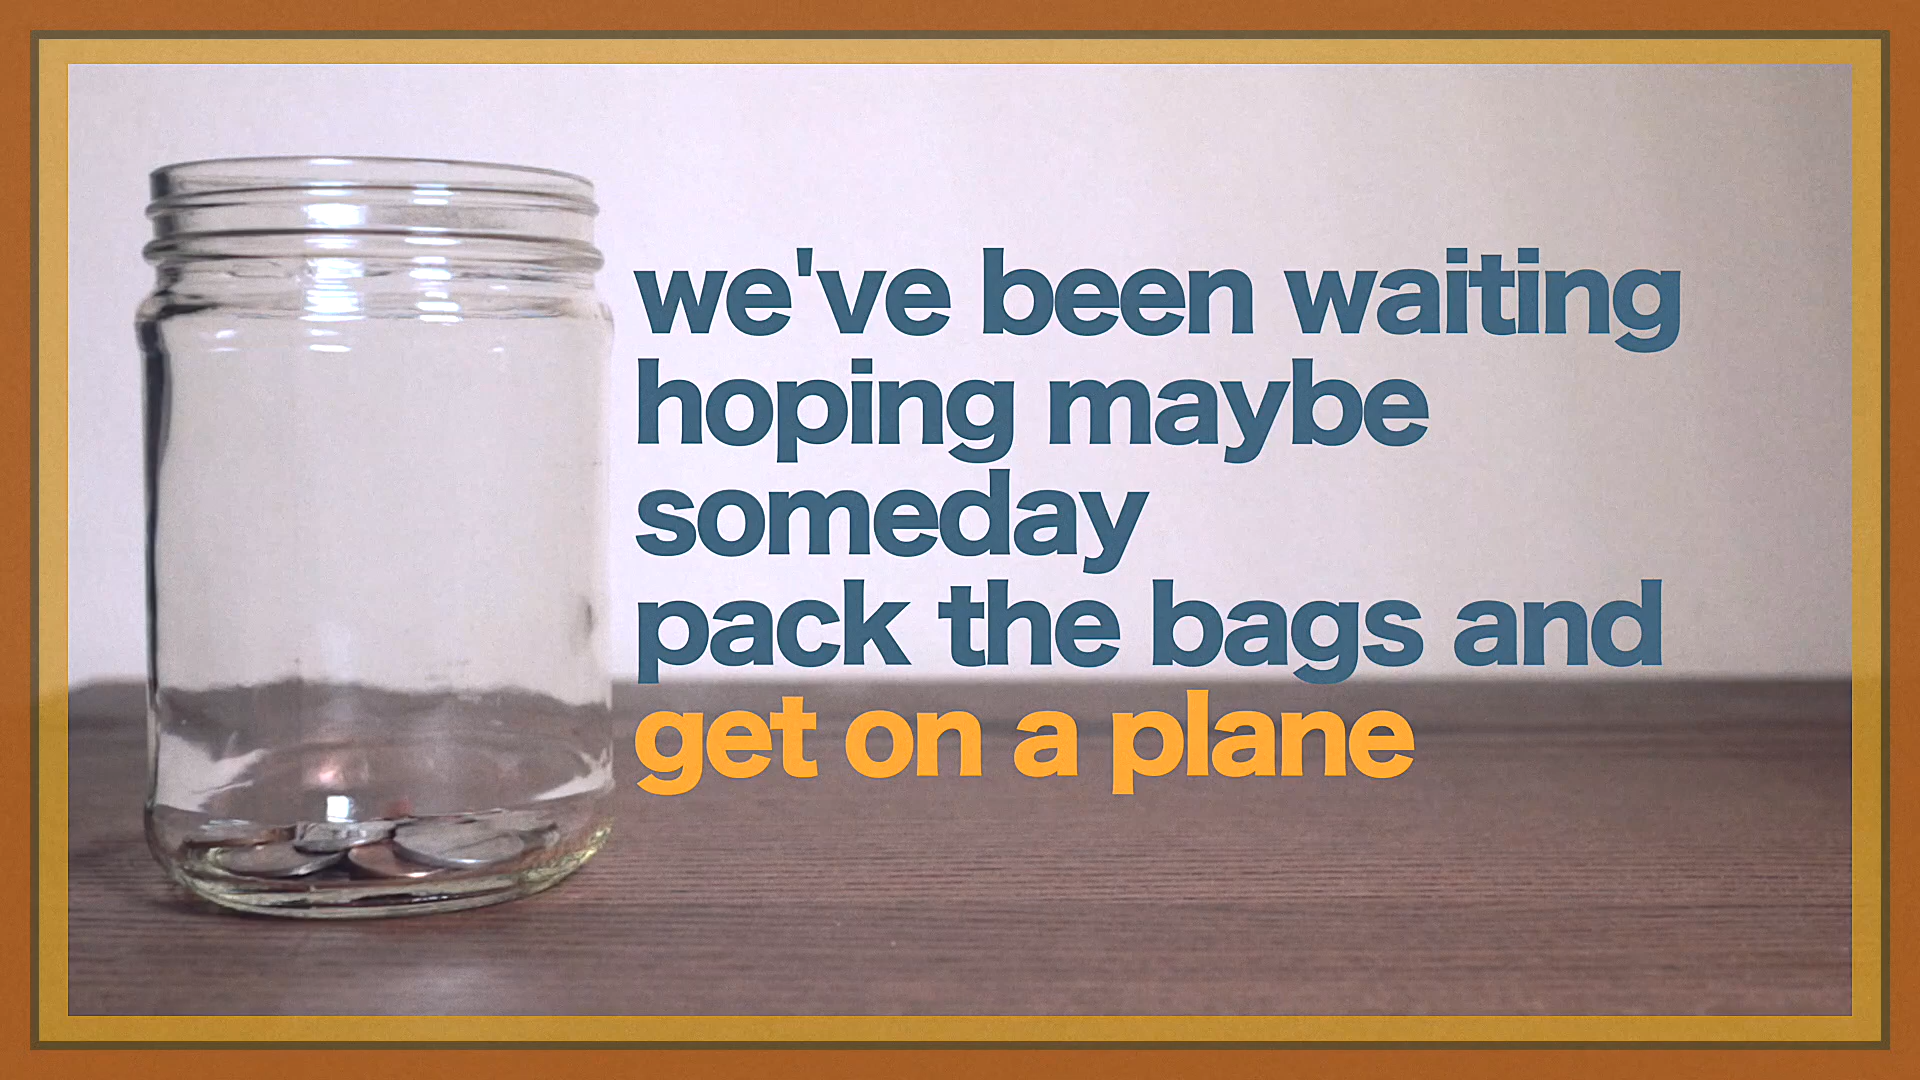 we've been waiting
hoping maybe
someday
pack the bags and
get on a plane